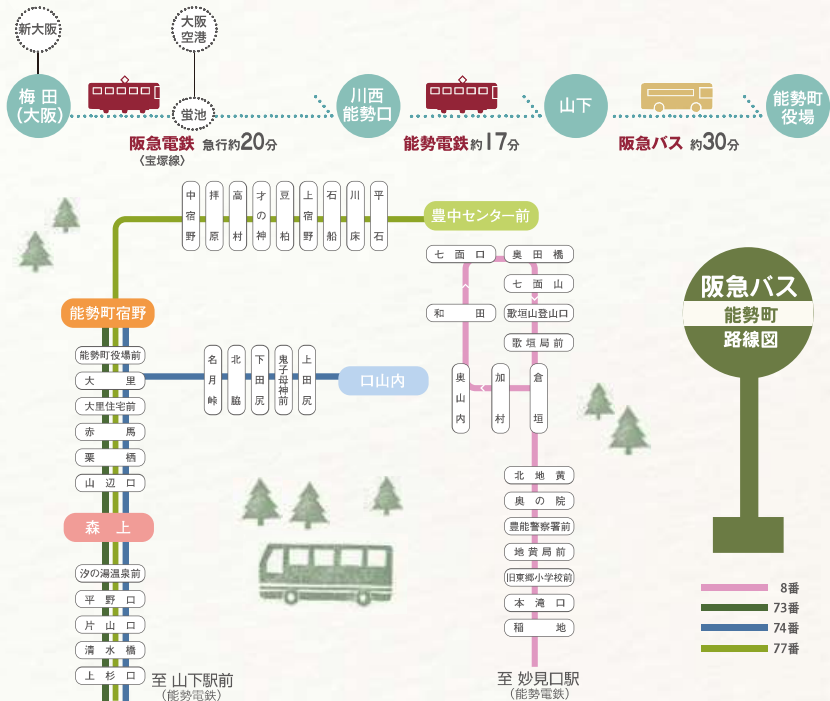 新大阪
大阪
空港
梅田
(大阪)
蛍池
川西
能勢口
山下
能勢町
役場
阪急電鉄 急行約20分
〈宝塚線〉
能勢電鉄 約17分
阪急バス 約30分
中宿野
拝原
高村
才の神
豆柏
上宿野
石船
川床
平石
豊中センター前
能勢町宿野
能勢町役場前
大里
大里住宅前
赤馬
栗栖
山辺口
森上
汐の湯温泉前
平野口
片山口
清水橋
上杉口
至 山下駅前
(能勢電鉄)
名月峠
北脇
下田尻
鬼子母神前
上田尻
口山内
七面口
奥田橋
七面山
和田
歌垣山登山口
歌垣局前
奥山内
加村
倉垣
北地黄
奥の院
豊能警察署前
地黄局前
旧東郷小学校前
本滝口
稲地
至 妙見口駅
(能勢電鉄)
阪急バス
能勢町
路線図
8番
73番
74番
77番